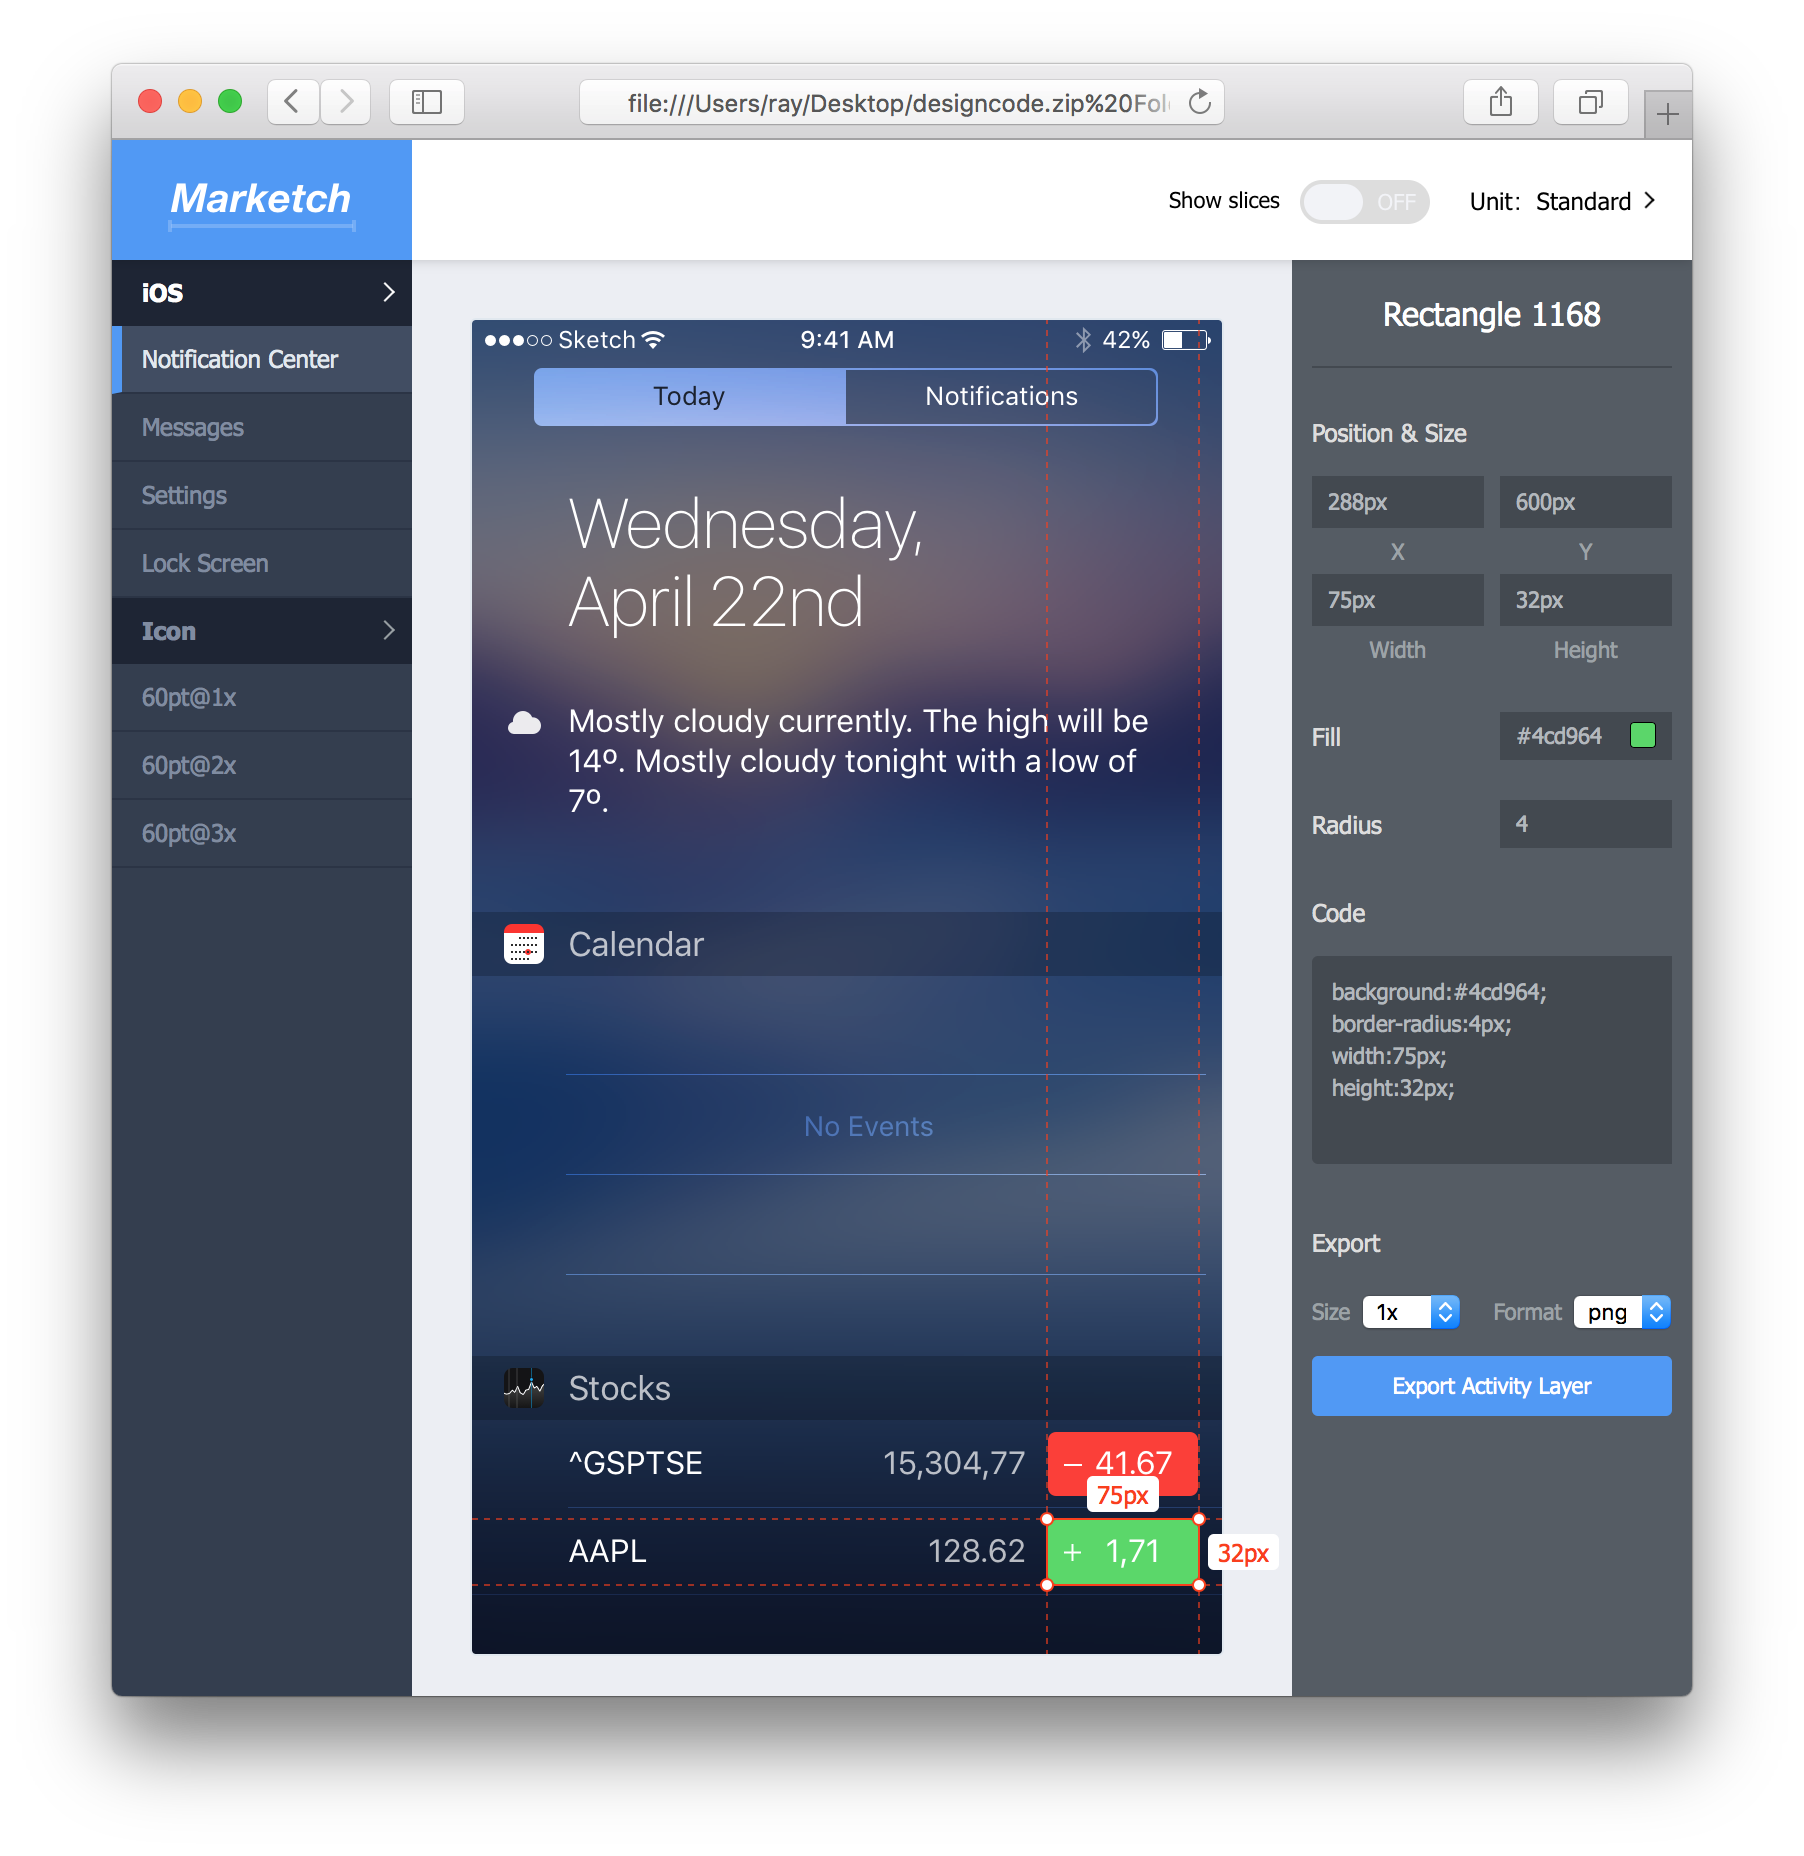 file:///Users/ray/Desktop/designcode.zip%20Fol
Marketch
Show slices
OFF
Unit: Standard
iOS
Notification Center
Messages
Settings
Lock Screen
Icon
60pt@1x
60pt@2x
60pt@3x
Sketch
9:41 AM
42%
Today
Notifications
Wednesday,
April 22nd
Mostly cloudy currently. The high will be
14º. Mostly cloudy tonight with a low of
7º.
Calendar
No Events
Stocks
^GSPTSE 15,304,77 – 41.67
75px
AAPL 128.62 + 1,71
32px
Rectangle 1168
Position & Size
288px 600px
X Y
75px 32px
Width Height
Fill #4cd964
Radius 4
Code
background:#4cd964;
border-radius:4px;
width:75px;
height:32px;
Export
Size 1x Format png
Export Activity Layer